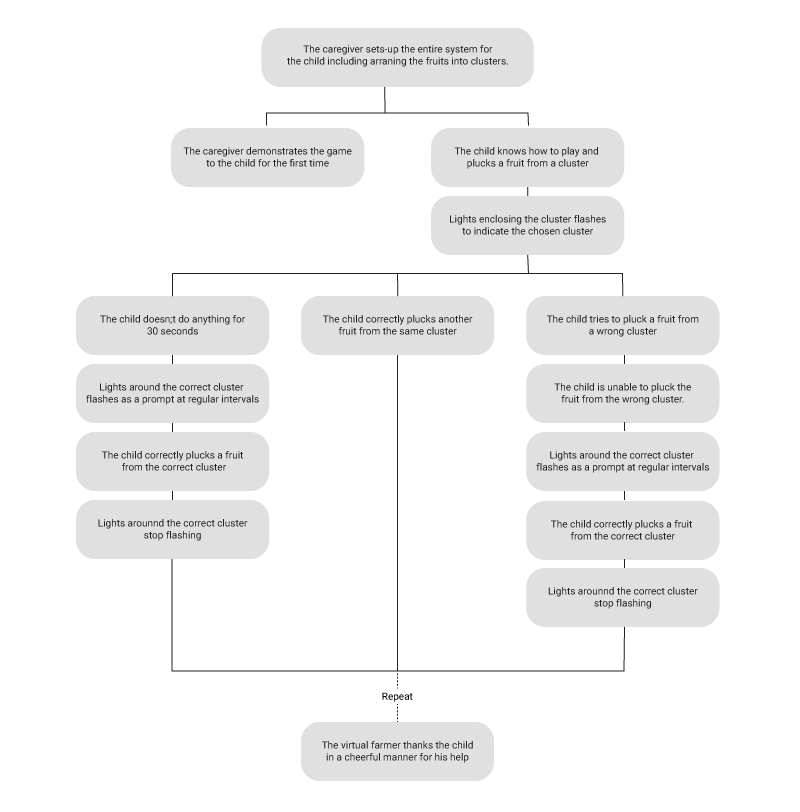 The caregiver sets-up the entire system for
the child including arraning the fruits into clusters.
The caregiver demonstrates the game
to the child for the first time
The child knows how to play and
plucks a fruit from a cluster
Lights enclosing the cluster flashes
to indicate the chosen cluster
The child doesn;t do anything for
30 seconds
The child correctly plucks another
fruit from the same cluster
The child tries to pluck a fruit from
a wrong cluster
Lights around the correct cluster
flashes as a prompt at regular intervals
The child is unable to pluck the
fruit from the wrong cluster.
The child correctly plucks a fruit
from the correct cluster
Lights around the correct cluster
flashes as a prompt at regular intervals
Lights arounnd the correct cluster
stop flashing
The child correctly plucks a fruit
from the correct cluster
Lights arounnd the correct cluster
stop flashing
Repeat
The virtual farmer thanks the child
in a cheerful manner for his help